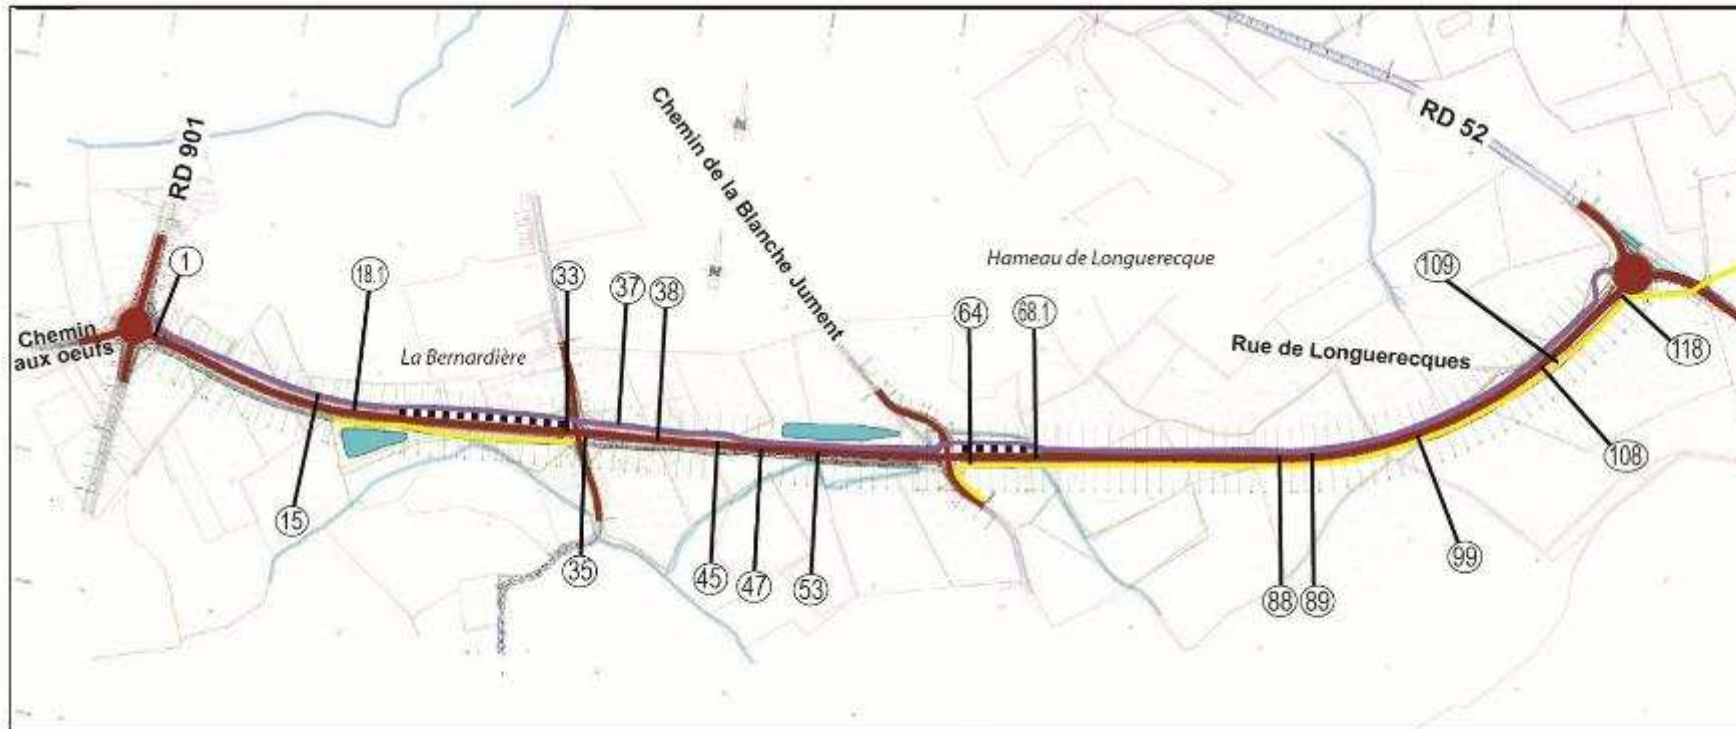 RD 901
Chemin
aux oeufs
1
18.1
La Bernardière
15
33
37
38
35
45
47
53
Chemin de la Blanche Jument
N
N
Hameau de Longuerecque
64
68.1
RD 52
Rue de Longuerecques
109
118
108
99
88
89